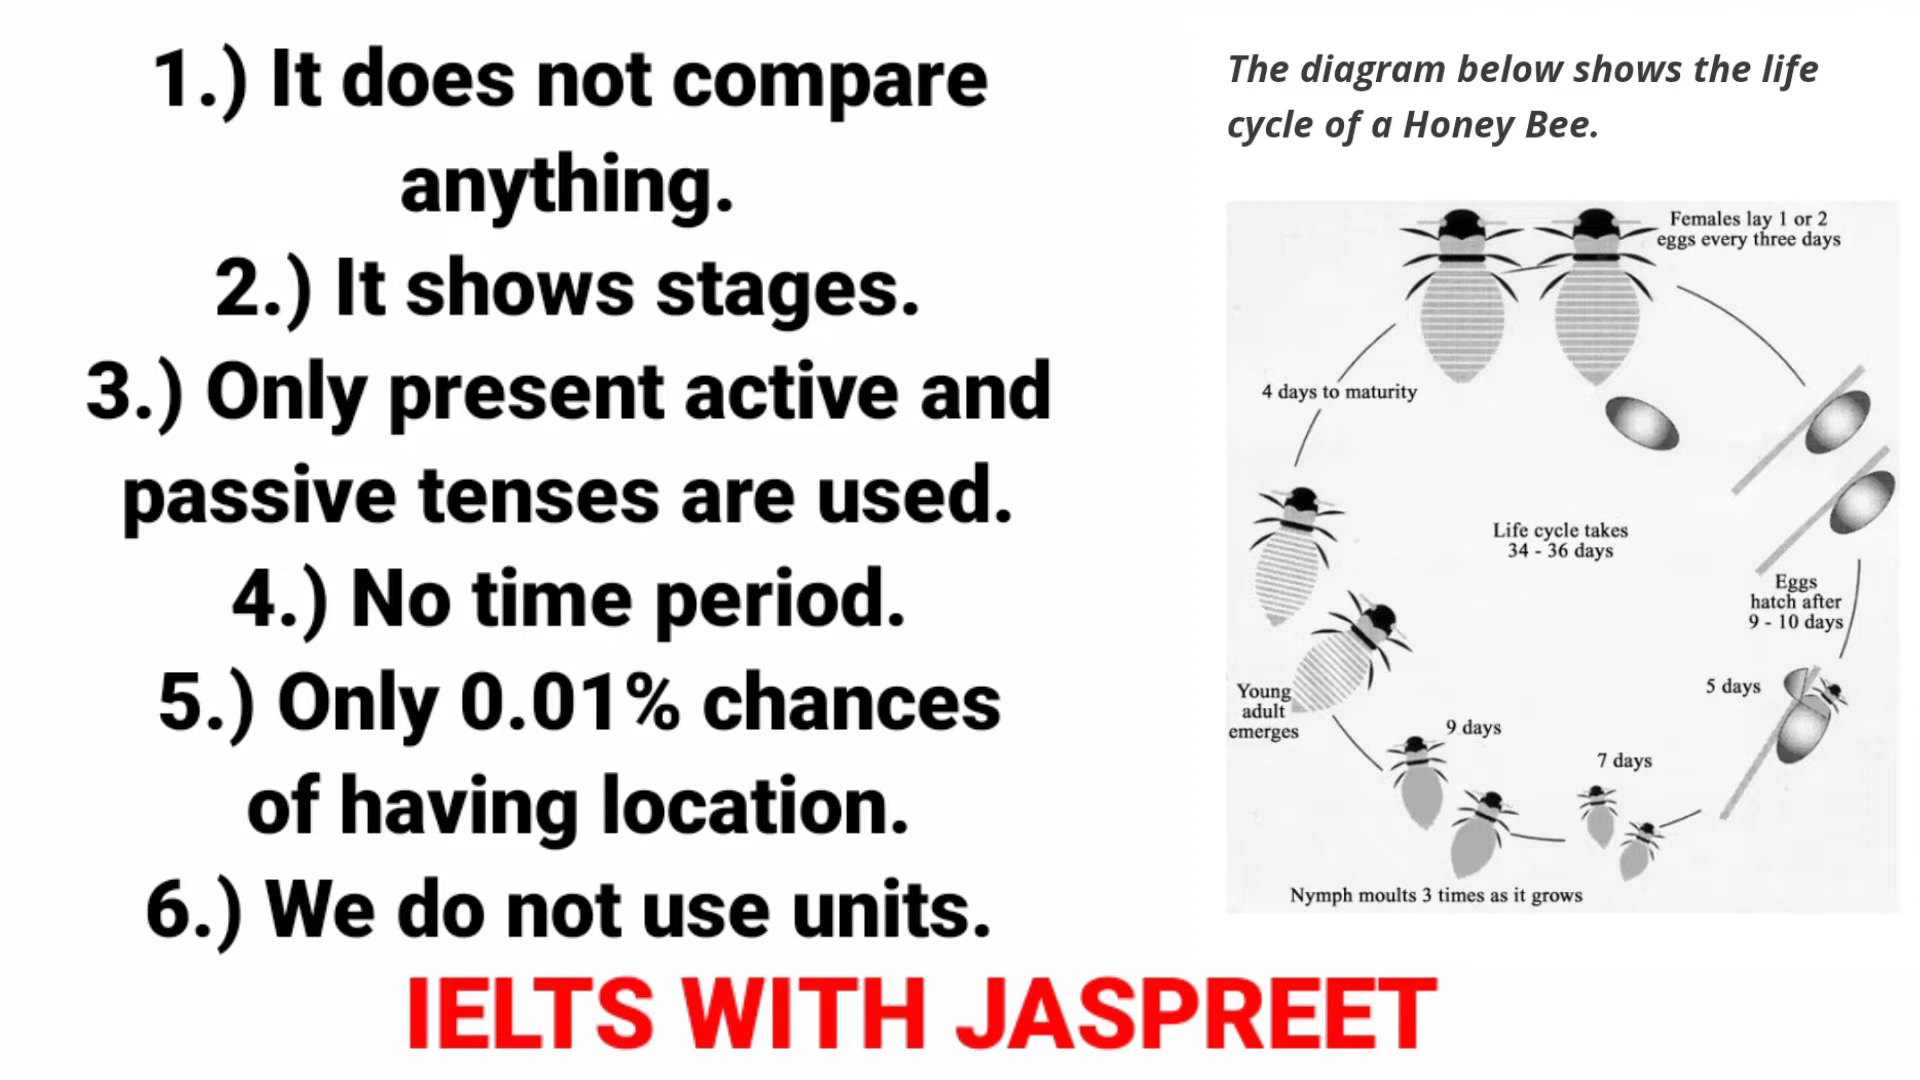 1.) It does not compare
anything.
2.) It shows stages.
3.) Only present active and
passive tenses are used.
4.) No time period.
5.) Only 0.01% chances
of having location.
6.) We do not use units.
The diagram below shows the life
cycle of a Honey Bee.
Females lay 1 or 2
eggs every three days
4 days to maturity
Life cycle takes
34 - 36 days
Eggs
hatch after
9 - 10 days
5 days
Young
adult
emerges
9 days
7 days
Nymph moults 3 times as it grows
IELTS WITH JASPREET